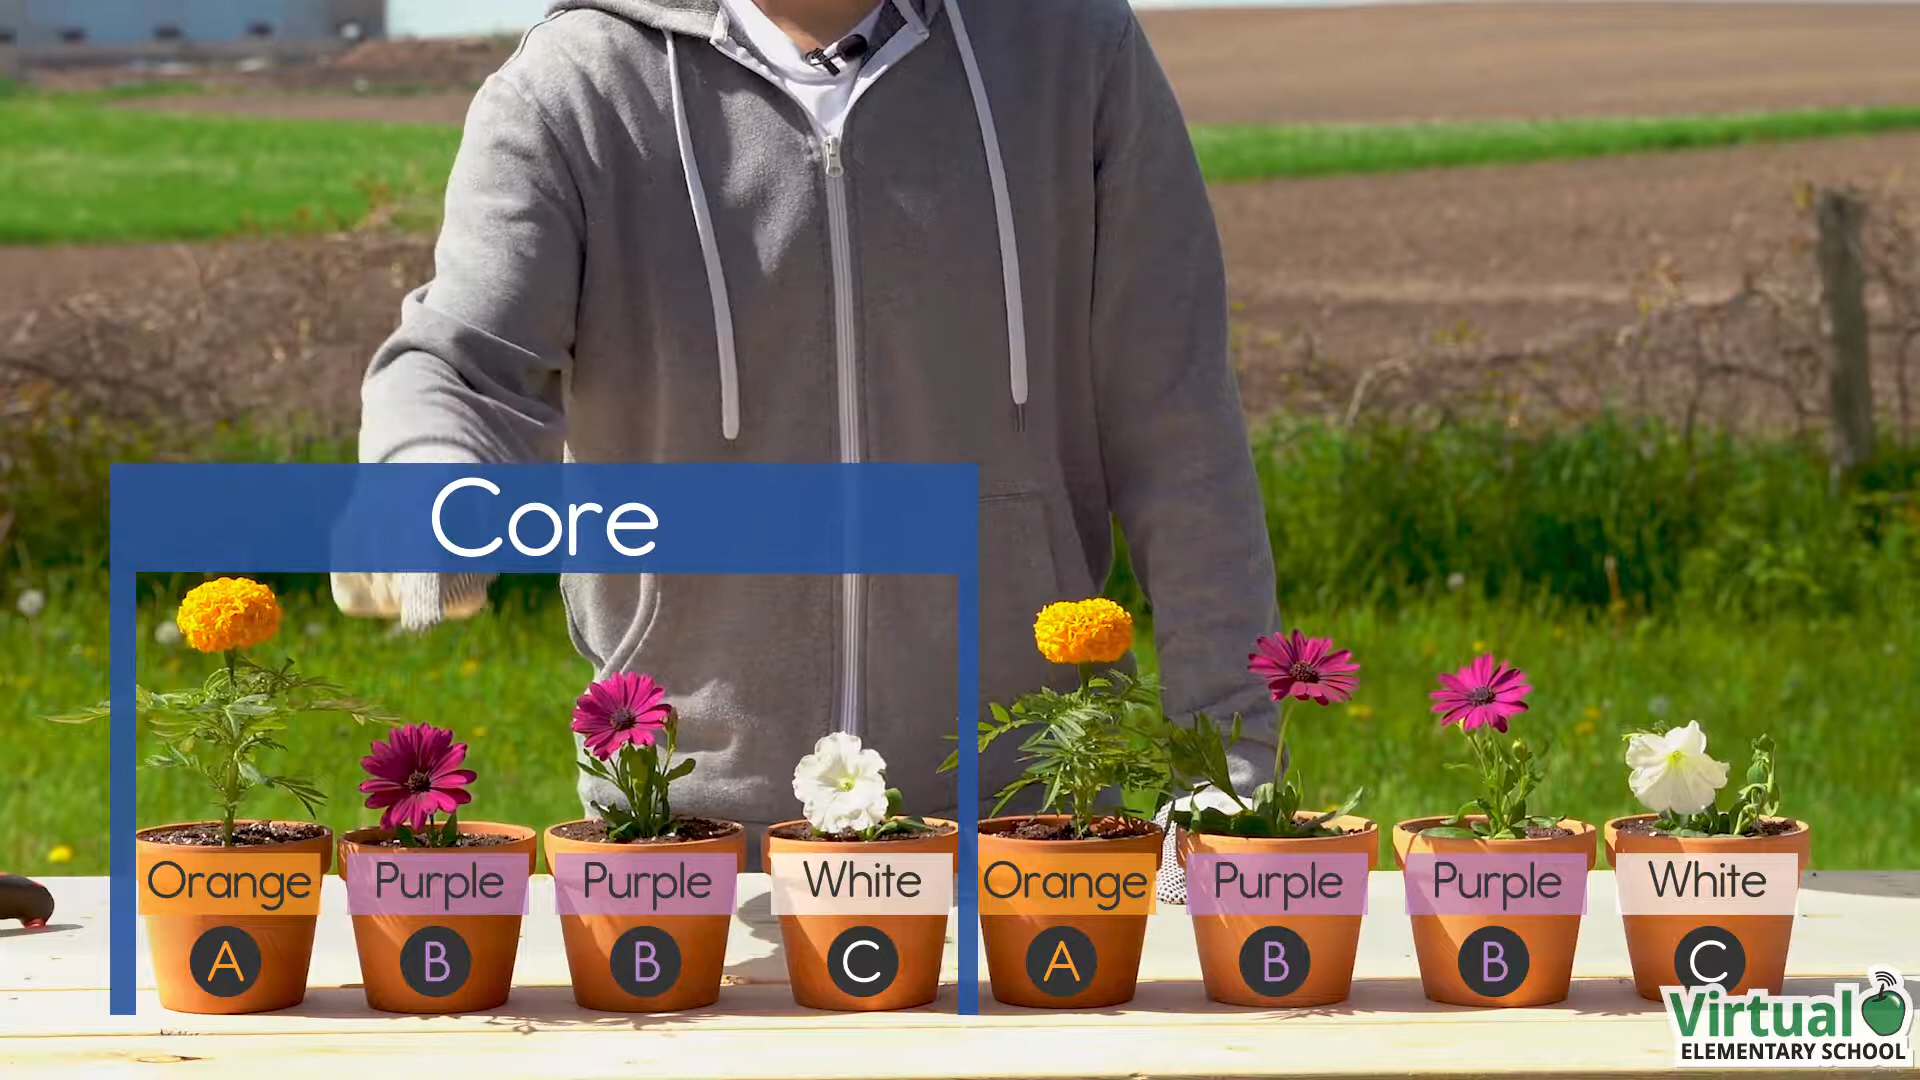 Core
Orange Purple Purple White Orange Purple Purple White
A B B C A B B C
Virtual
ELEMENTARY SCHOOL